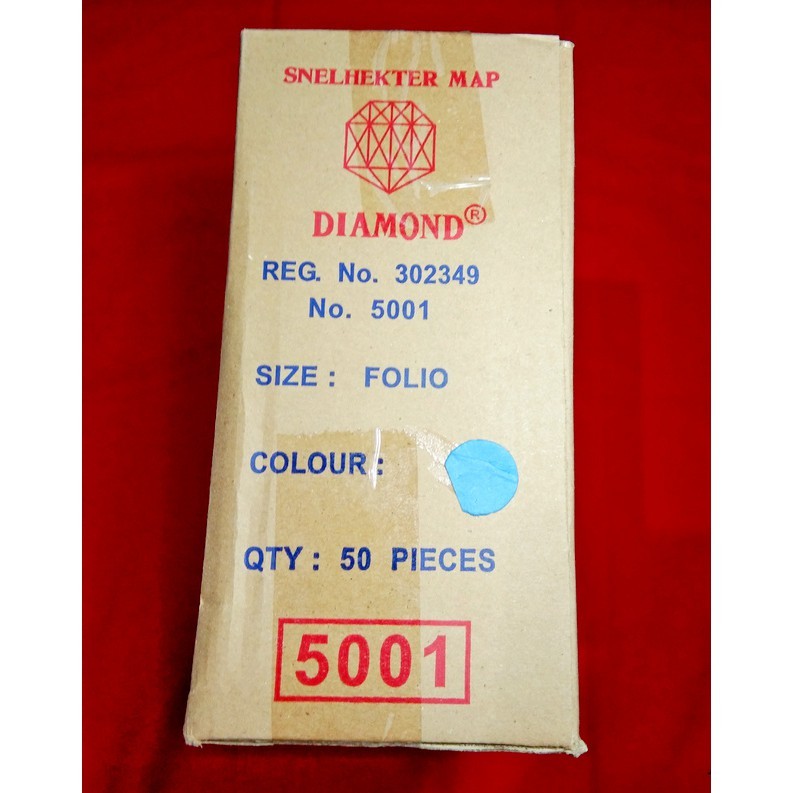 SNELHEKTER MAP
DIAMOND®
REG. No. 302349
No. 5001
SIZE : FOLIO
COLOUR :
QTY : 50 PIECES
5001